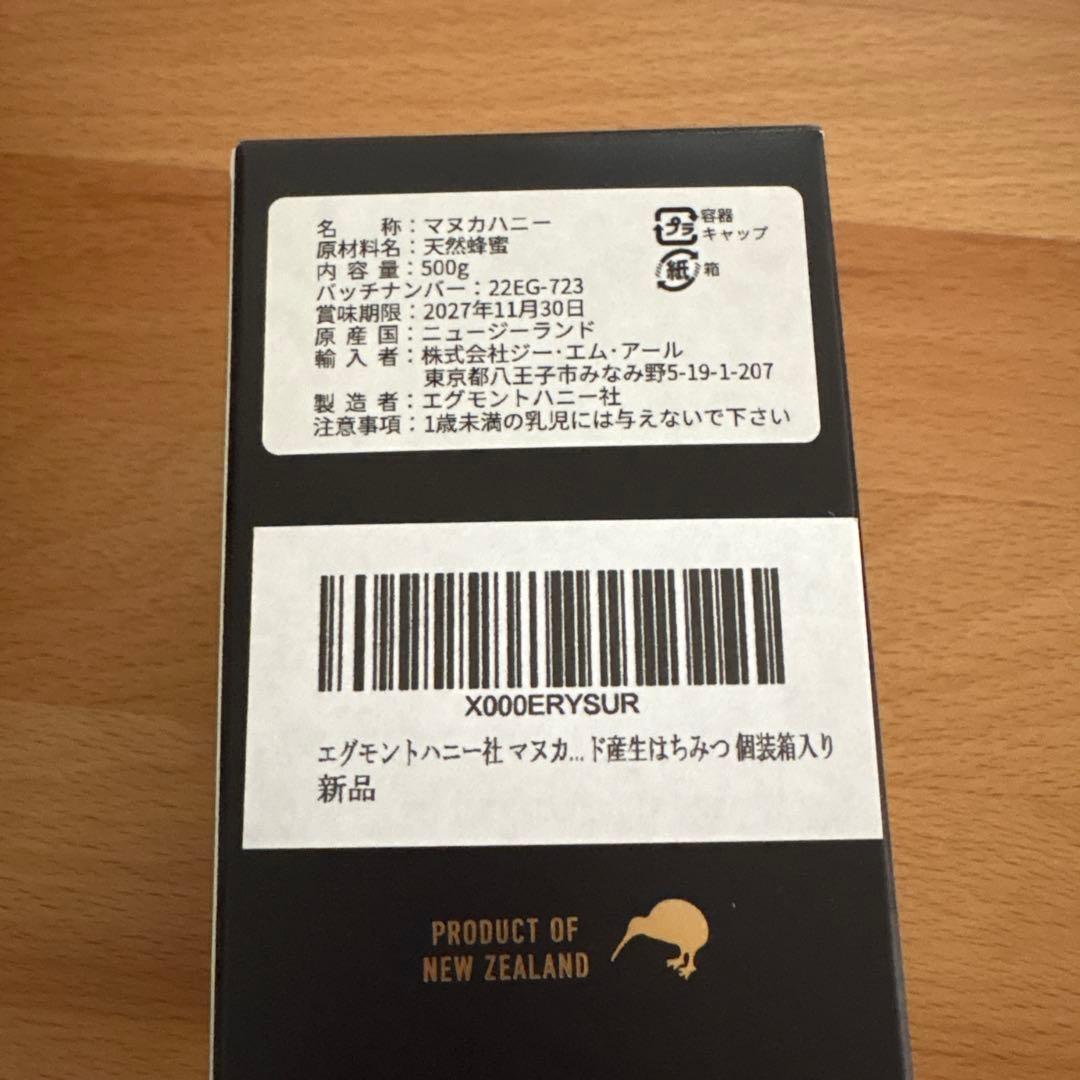 名　　称：マヌカハニー
原材料名：天然蜂蜜
内 容 量：500g
バッチナンバー：22EG-723
賞味期限：2027年11月30日
原 産 国：ニュージーランド
輸 入 者：株式会社ジー・エム・アール
東京都八王子市みなみ野5-19-1-207
製 造 者：エグモントハニー社
注意事項：1歳未満の乳児には与えないで下さい
プラ 容器
キャップ
紙 箱
X000ERYSUR
エグモントハニー社 マヌカ...ド産生はちみつ 個装箱入り
新品
PRODUCT OF
NEW ZEALAND